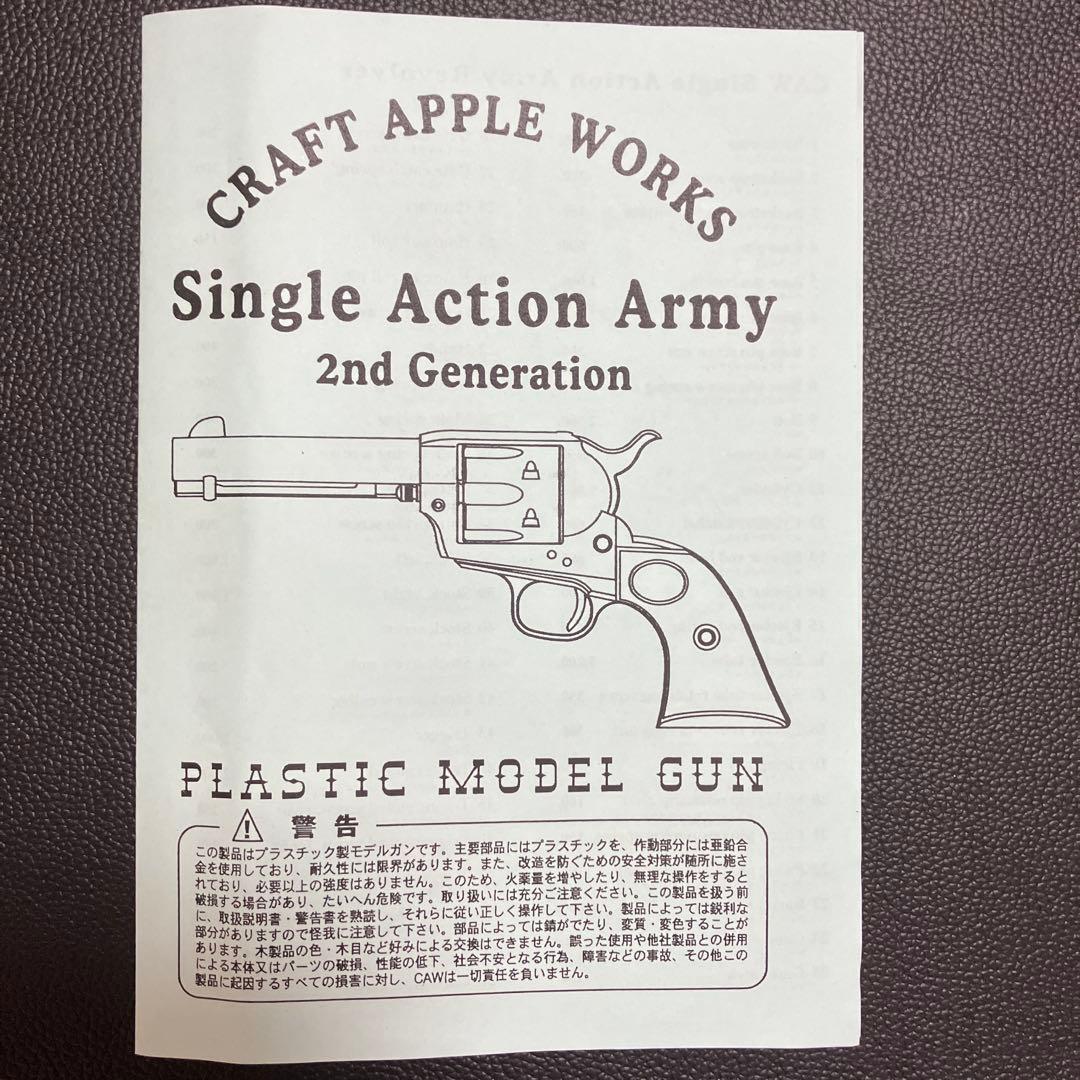 CRAFT APPLE WORKS
Single Action Army
2nd Generation
PLASTIC MODEL GUN
警告
この製品はプラスチック製モデルガンです。主要部品にはプラスチックを、作動部分には亜鉛合
金を使用しており、耐久性には限界があります。また、改造を防ぐための安全対策が随所に施さ
れており、必要以上の強度はありません。このため、火薬量を増やしたり、無理な操作をすると
破損する場合があり、たいへん危険です。取り扱いには充分ご注意ください。この製品を扱う前
に、取扱説明書・警告書を熟読し、それらに従い正しく操作して下さい。製品によっては鋭利な
部分がありますので怪我に注意して下さい。部品によっては錆がでたり、変質・変色することが
あります。木製品の色・木目など好みによる交換はできません。誤った使用や他社製品との併用
による本体又はパーツの破損、性能の低下、社会不安となる行為、障害などの事故、その他この
製品に起因するすべての損害に対し、CAWは一切責任を負いません。